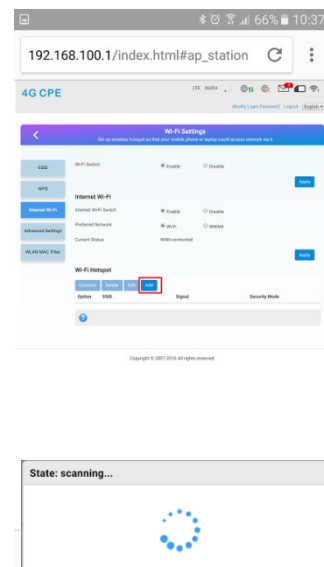 66% 10:37
192.168.100.1/index.html#ap_station
4G CPE
Modify Login Password Logout English
Wi-Fi Settings
Set up wireless hotspot so that your mobile phone or laptop could access network via it
SSID
WPS
Internet Wi-Fi
Advanced Settings
WLAN MAC Filter
Wi-Fi Switch Enable Disable
Apply
Internet Wi-Fi
Internet Wi-Fi Switch Enable Disable
Preferred Network Wi-Fi WWAN
Current Status
Apply
Wi-Fi Hotspot
Connect Delete Edit Add
Option SSID Signal Security Mode
?
Copyright © 2007-2016. All rights reserved
State: scanning...